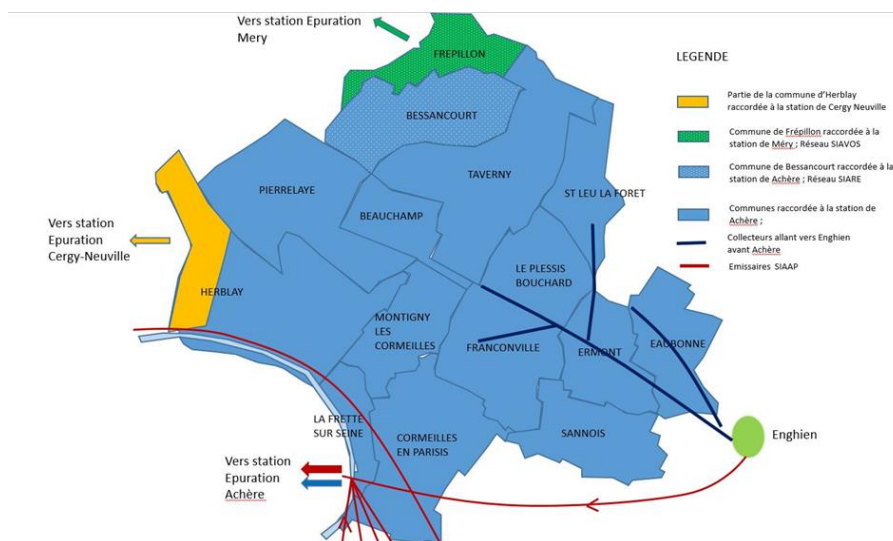 Vers station Epuration
Mery
FREPILLON
BESSANCOURT
TAVERNY
ST LEU LA FORET
PIERRELAYE
BEAUCHAMP
LE PLESSIS
BOUCHARD
Vers station
Epuration
Cergy-Neuville
HERBLAY
MONTIGNY
LES
CORMEILLES
FRANCONVILLE
ERMONT
EAUBONNE
LA FRETTE
SUR SEINE
CORMEILLES
EN PARISIS
SANNOIS
Enghien
Vers station
Epuration
Achère
LEGENDE
Partie de la commune d'Herblay
raccordée à la station de Cergy Neuville
Commune de Frépillon raccordée à la
station de Méry ; Réseau SIAVOS
Commune de Bessancourt raccordée à la
station de Achère ; Réseau SIARE
Communes raccordée à la station de
Achère ;
Collecteurs allant vers Enghien
avant Achère
Emissaires SIAAP